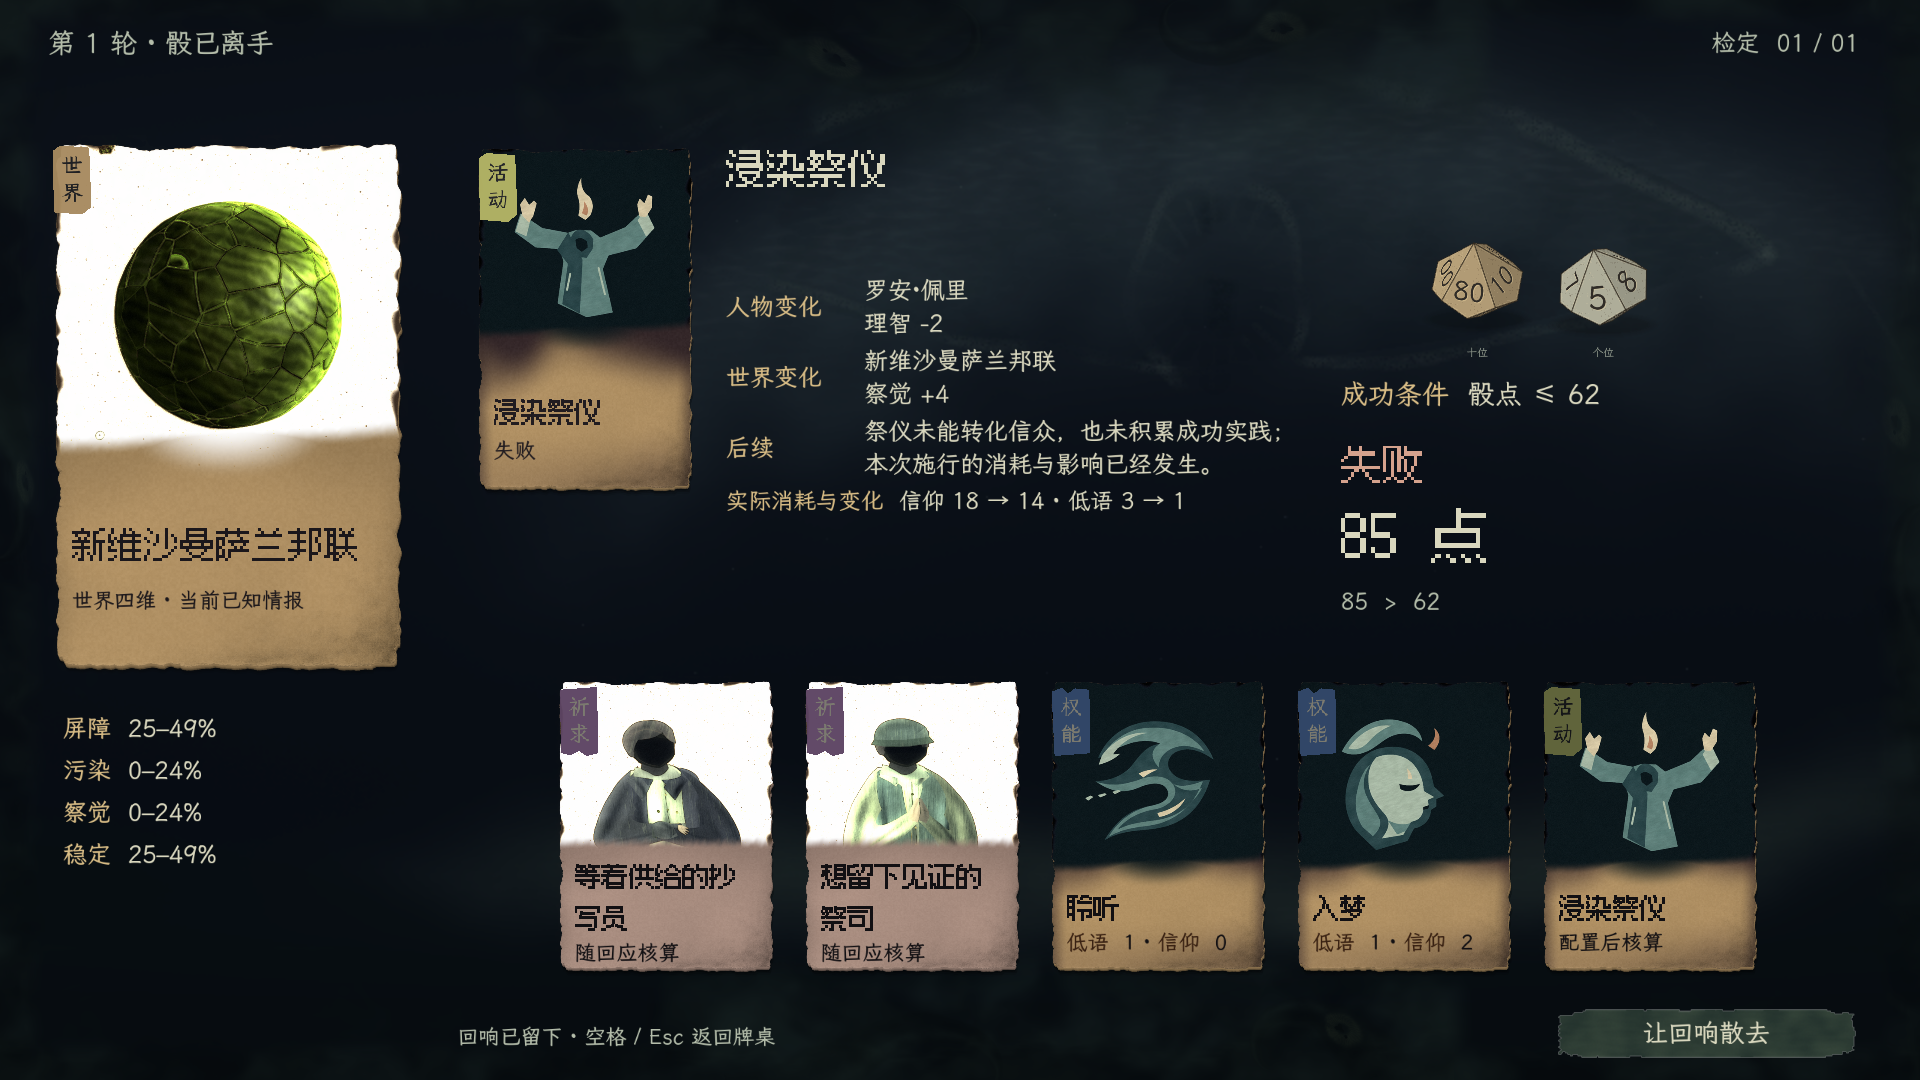 第 1 轮·骰已离手
检定 01 / 01
世界
新维沙曼萨兰邦联
世界四维·当前已知情报
屏障 25–49%
污染 0–24%
察觉 0–24%
稳定 25–49%
活动
浸染祭仪
失败
浸染祭仪
人物变化
罗安·佩里
理智 -2
世界变化
新维沙曼萨兰邦联
察觉 +4
后续
祭仪未能转化信众，也未积累成功实践；
本次施行的消耗与影响已经发生。
实际消耗与变化 信仰 18 → 14·低语 3 → 1
00
80
10
7
5
8
十位
个位
成功条件 骰点 ≤ 62
失败
85 点
85 > 62
祈求
等着供给的抄
写员
随回应核算
祈求
想留下见证的
祭司
随回应核算
权能
聆听
低语 1·信仰 0
权能
入梦
低语 1·信仰 2
活动
浸染祭仪
配置后核算
回响已留下·空格 / Esc 返回牌桌
让回响散去